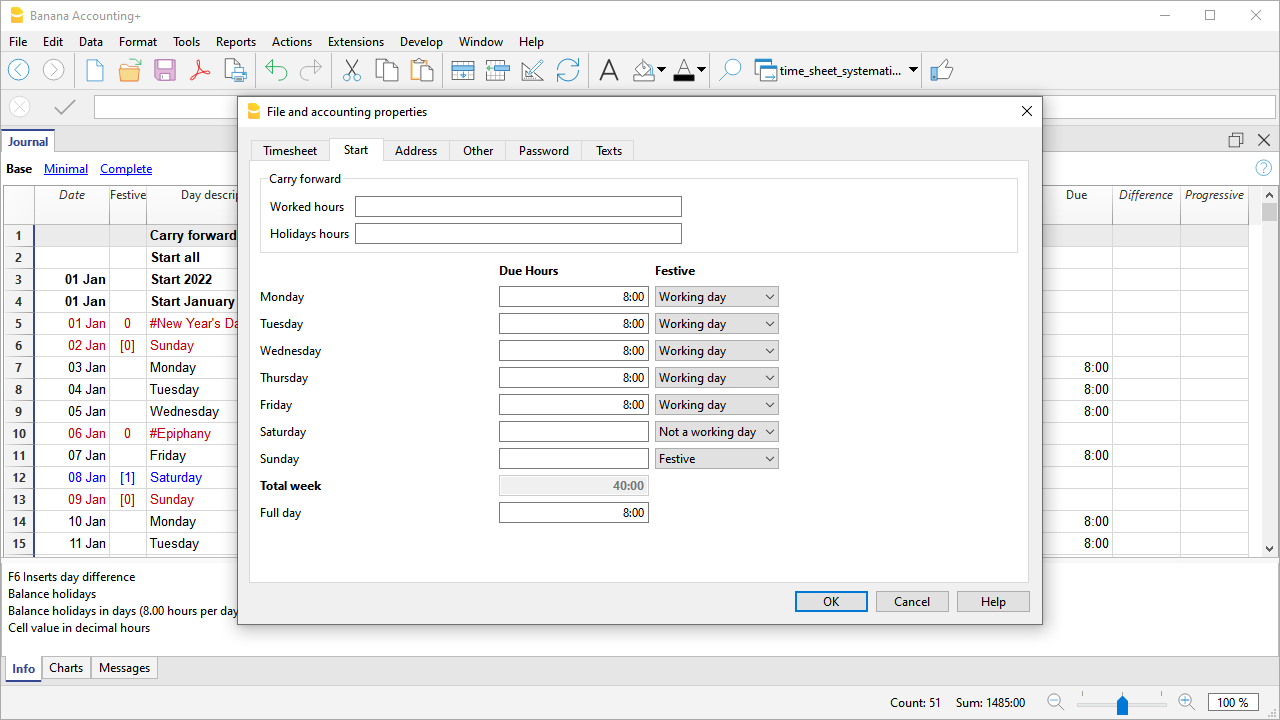 Banana Accounting+
File Edit Data Format Tools Reports Actions Extensions Develop Window Help
time_sheet_systemati...
File and accounting properties
Journal
Base Minimal Complete
Timesheet Start Address Other Password Texts
Carry forward
Worked hours
Holidays hours
Due Hours Festive
Monday 8:00 Working day
Tuesday 8:00 Working day
Wednesday 8:00 Working day
Thursday 8:00 Working day
Friday 8:00 Working day
Saturday Not a working day
Sunday Festive
Total week 40:00
Full day 8:00
OK Cancel Help
Date Festive Day descrip Due Difference Progressive
1 Carry forward
2 Start all
3 01 Jan Start 2022
4 01 Jan Start January
5 01 Jan 0 #New Year's Da
6 02 Jan [0] Sunday
7 03 Jan Monday 8:00
8 04 Jan Tuesday 8:00
9 05 Jan Wednesday 8:00
10 06 Jan 0 #Epiphany
11 07 Jan Friday 8:00
12 08 Jan [1] Saturday
13 09 Jan [0] Sunday
14 10 Jan Monday 8:00
15 11 Jan Tuesday 8:00
F6 Inserts day difference
Balance holidays
Balance holidays in days (8.00 hours per day
Cell value in decimal hours
Info Charts Messages
Count: 51 Sum: 1485:00 100 %